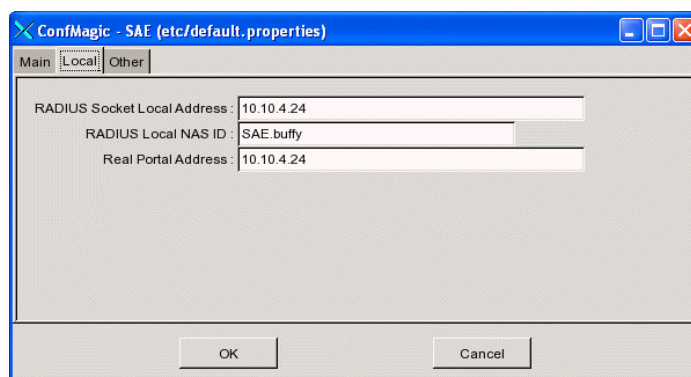 ConfMagic - SAE (etc/default.properties)
Main Local Other
RADIUS Socket Local Address : 10.10.4.24
RADIUS Local NAS ID : SAE.buffy
Real Portal Address : 10.10.4.24
OK Cancel